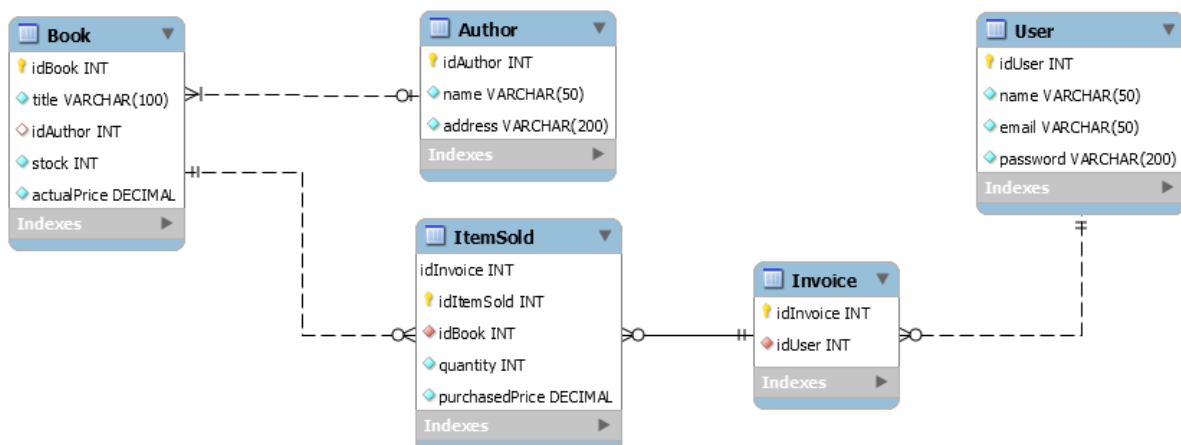 Book
idBook INT
title VARCHAR(100)
idAuthor INT
stock INT
actualPrice DECIMAL
Indexes
Author
idAuthor INT
name VARCHAR(50)
address VARCHAR(200)
Indexes
User
idUser INT
name VARCHAR(50)
email VARCHAR(50)
password VARCHAR(200)
Indexes
ItemSold
idInvoice INT
idItemSold INT
idBook INT
quantity INT
purchasedPrice DECIMAL
Indexes
Invoice
idInvoice INT
idUser INT
Indexes